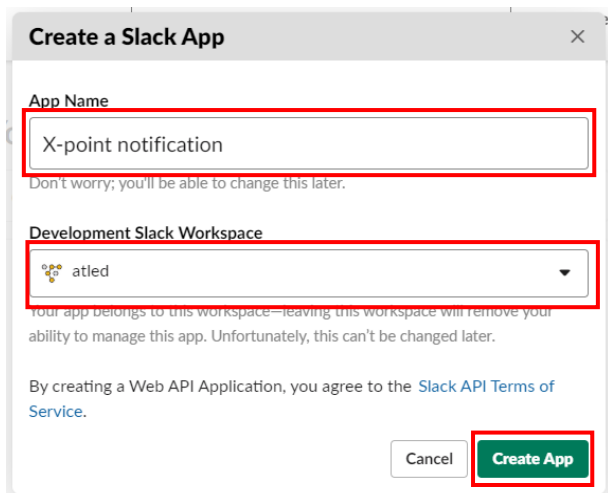 Create a Slack App
App Name
X-point notification
Don't worry; you'll be able to change this later.
Development Slack Workspace
atled
Your app belongs to this workspace—leaving this workspace will remove your
ability to manage this app. Unfortunately, this can't be changed later.
By creating a Web API Application, you agree to the Slack API Terms of
Service.
Cancel
Create App